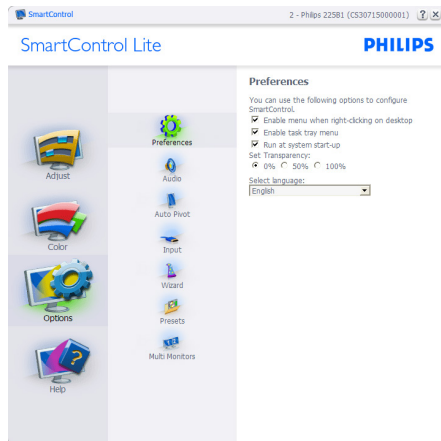 SmartControl
2 - Philips 225B1 (CS30715000001)
SmartControl Lite
PHILIPS
Adjust
Color
Options
Help
Preferences
Audio
Auto Pivot
Input
Wizard
Presets
Multi Monitors
Preferences
You can use the following options to configure
SmartControl.
Enable menu when right-clicking on desktop
Enable task tray menu
Run at system start-up
Set Transparency:
0% 50% 100%
Select language:
English